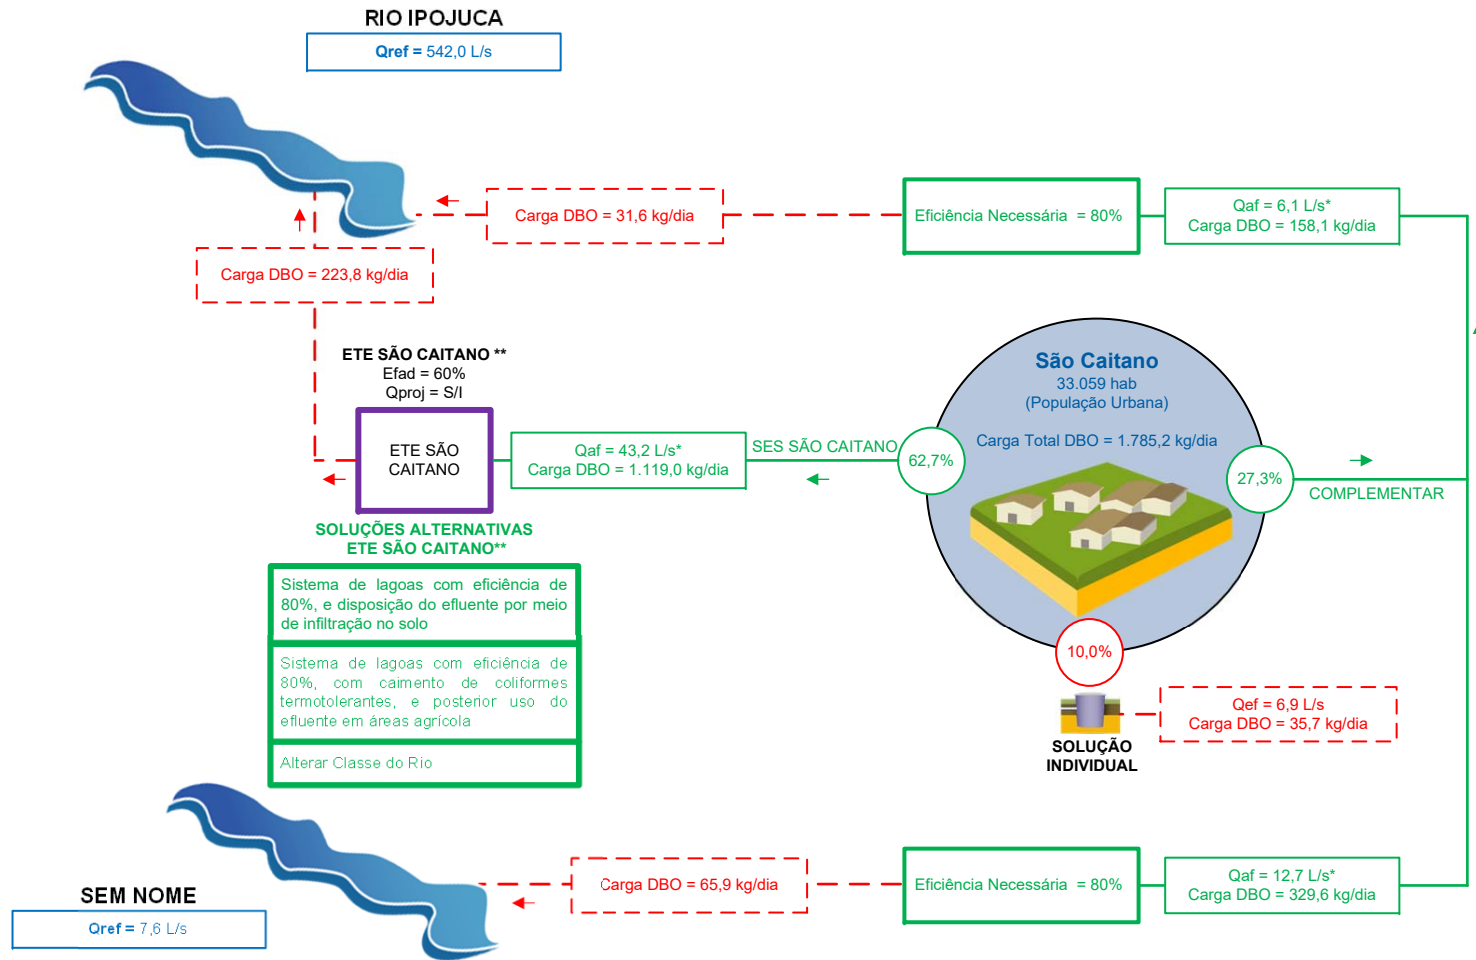 RIO IPOJUCA
Qref = 542,0 L/s
Carga DBO = 31,6 kg/dia
Eficiência Necessária = 80%
Qaf = 6,1 L/s*
Carga DBO = 158,1 kg/dia
Carga DBO = 223,8 kg/dia
ETE SÃO CAITANO **
Efad = 60%
Qproj = S/I
ETE SÃO
CAITANO
Qaf = 43,2 L/s*
Carga DBO = 1.119,0 kg/dia
SES SÃO CAITANO
62,7%
São Caitano
33.059 hab
(População Urbana)
Carga Total DBO = 1.785,2 kg/dia
27,3%
COMPLEMENTAR
SOLUÇÕES ALTERNATIVAS
ETE SÃO CAITANO**
Sistema de lagoas com eficiência de
80%, e disposição do efluente por meio
de infiltração no solo
Sistema de lagoas com eficiência de
80%, com caimento de coliformes
termotolerantes, e posterior uso do
efluente em áreas agrícola
Alterar Classe do Rio
10,0%
Qef = 6,9 L/s
Carga DBO = 35,7 kg/dia
SOLUÇÃO
INDIVIDUAL
SEM NOME
Qref = 7,6 L/s
Carga DBO = 65,9 kg/dia
Eficiência Necessária = 80%
Qaf = 12,7 L/s*
Carga DBO = 329,6 kg/dia